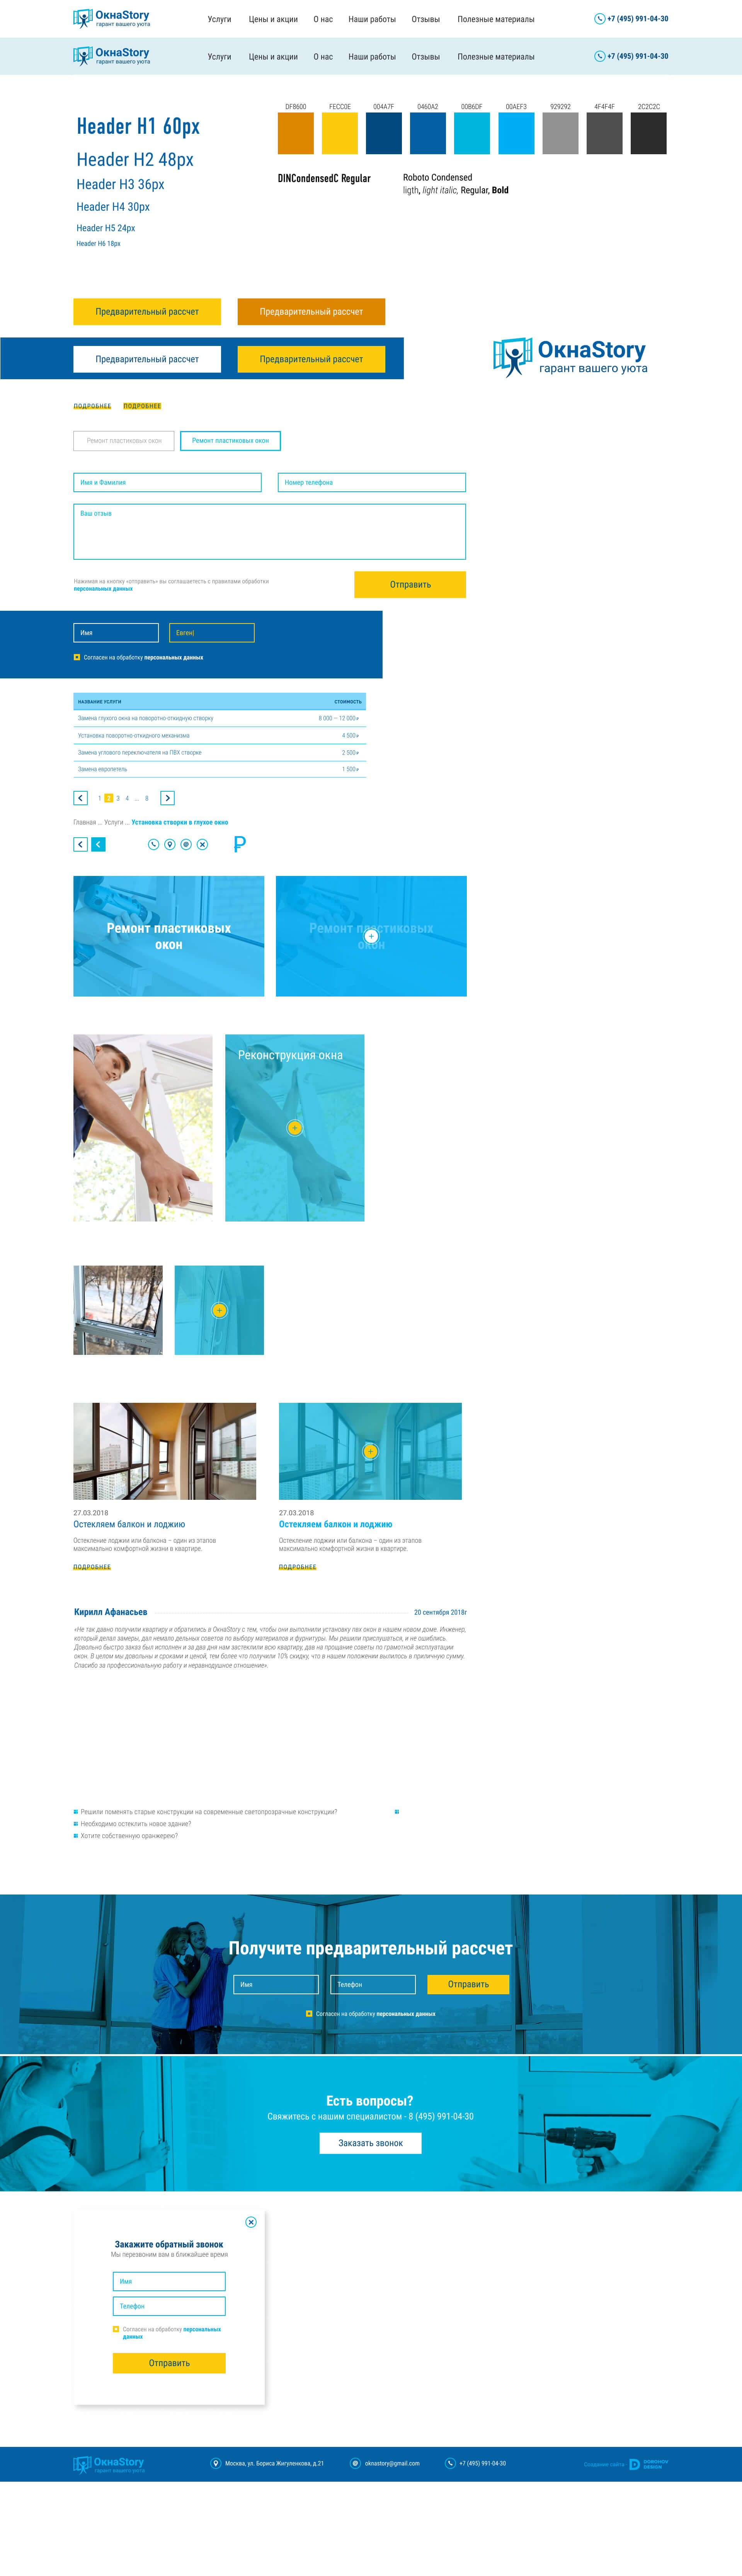 ОкнаStory
гарант вашего уюта
Услуги Цены и акции О нас Наши работы Отзывы Полезные материалы
+7 (495) 991-04-30
ОкнаStory
гарант вашего уюта
Услуги Цены и акции О нас Наши работы Отзывы Полезные материалы
+7 (495) 991-04-30
Header H1 60px
Header H2 48px
Header H3 36px
Header H4 30px
Header H5 24px
Header H6 18px
DF8600 FECC0E 004A7F 0460A2 00B6DF 00AEF3 929292 4F4F4F 2C2C2C
DINCondensedC Regular
Roboto Condensed
ligth, light italic, Regular, Bold
Предварительный рассчет
Предварительный рассчет
Предварительный рассчет
Предварительный рассчет
ОкнаStory
гарант вашего уюта
ПОДРОБНЕЕ ПОДРОБНЕЕ
Ремонт пластиковых окон
Ремонт пластиковых окон
Имя и Фамилия
Номер телефона
Ваш отзыв
Нажимая на кнопку «отправить» вы соглашаетесть с правилами обработки
персональных данных
Отправить
Имя
Евген|
Согласен на обработку персональных данных
НАЗВАНИЕ УСЛУГИ СТОИМОСТЬ
Замена глухого окна на поворотно-откидную створку 8 000 – 12 000 ₽
Установка поворотно-откидного механизма 4 300 ₽
Замена углового переключателя на ПВХ створке 2 500 ₽
Замена европетель 1 500 ₽
1 2 3 4 ... 8
Главная ... Услуги ... Установка створки в глухое окно
₽
Ремонт пластиковых
окон
Ремонт пластиковых
окон
Реконструкция окна
27.03.2018
Остекляем балкон и лоджию
Остекление лоджии или балкона – один из этапов
максимально комфортной жизни в квартире.
ПОДРОБНЕЕ
27.03.2018
Остекляем балкон и лоджию
Остекление лоджии или балкона – один из этапов
максимально комфортной жизни в квартире.
ПОДРОБНЕЕ
Кирилл Афанасьев
20 сентября 2018г
«Не так давно получили квартиру и обратились в ОкнаStory с тем, чтобы они выполнили установку пвх окон в нашем новом доме. Инженер,
который делал замеры, дал немало дельных советов по выбору материалов и фурнитуры. Мы решили прислушаться, и не ошиблись.
Довольно быстро заказ был исполнен и за два дня нам застеклили всю квартиру, дав на прощание советы по грамотной эксплуатации
окон. В целом мы довольны и сроками и ценой, тем более что получили 10% скидку, что в нашем положении вылилось в приличную сумму.
Спасибо за профессиональную работу и неравнодушное отношение».
Решили поменять старые конструкции на современные светопрозрачные конструкции?
Необходимо остеклить новое здание?
Хотите собственную оранжерею?
Получите предварительный рассчет
Имя
Телефон
Отправить
Согласен на обработку персональных данных
Есть вопросы?
Свяжитесь с нашим специалистом - 8 (495) 991-04-30
Заказать звонок
Закажите обратный звонок
Мы перезвоним вам в ближайшее время
Имя
Телефон
Согласен на обработку персональных
данных
Отправить
ОкнаStory
гарант вашего уюта
Москва, ул. Бориса Жигуленкова, д.21
oknastory@gmail.com
+7 (495) 991-04-30
Создание сайта